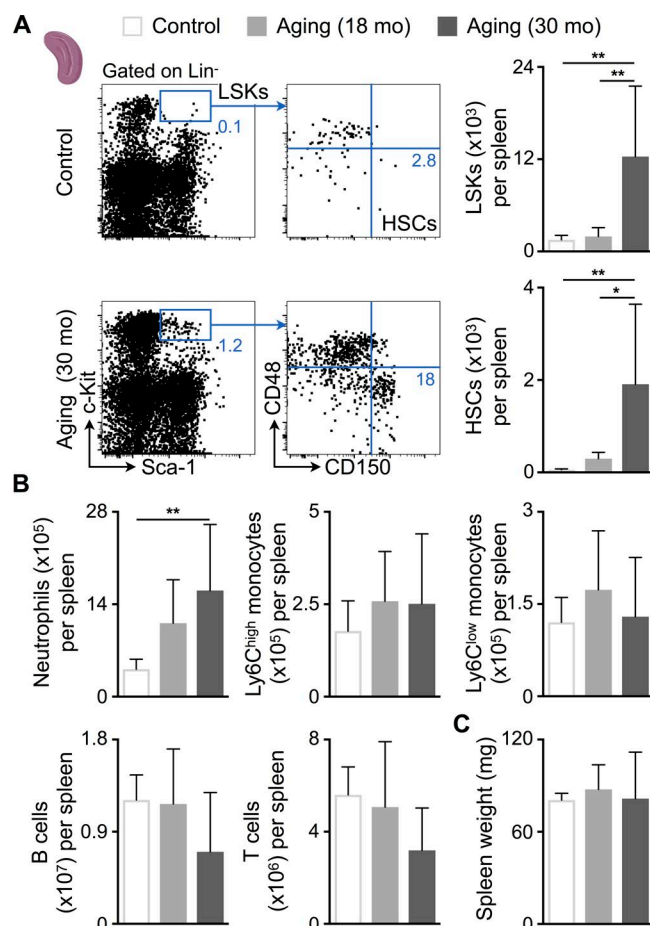 A
Control
Aging (18 mo)
Aging (30 mo)
Gated on Lin-
LSKs
0.1
2.8
HSCs
Control
24
12
0
LSKs (x10³)
per spleen
**
**
1.2
18
Aging (30 mo)
c-Kit
Sca-1
CD48
CD150
4
2
0
HSCs (x10³)
per spleen
**
*
B
28
14
0
Neutrophils (x10⁵)
per spleen
**
5
2.5
0
Ly6Chigh monocytes
(x10⁵) per spleen
3
1.5
0
Ly6Clow monocytes
(x10⁵) per spleen
1.8
0.9
0
B cells
(x10⁷) per spleen
8
4
0
T cells
(x10⁶) per spleen
C
120
60
0
Spleen weight (mg)